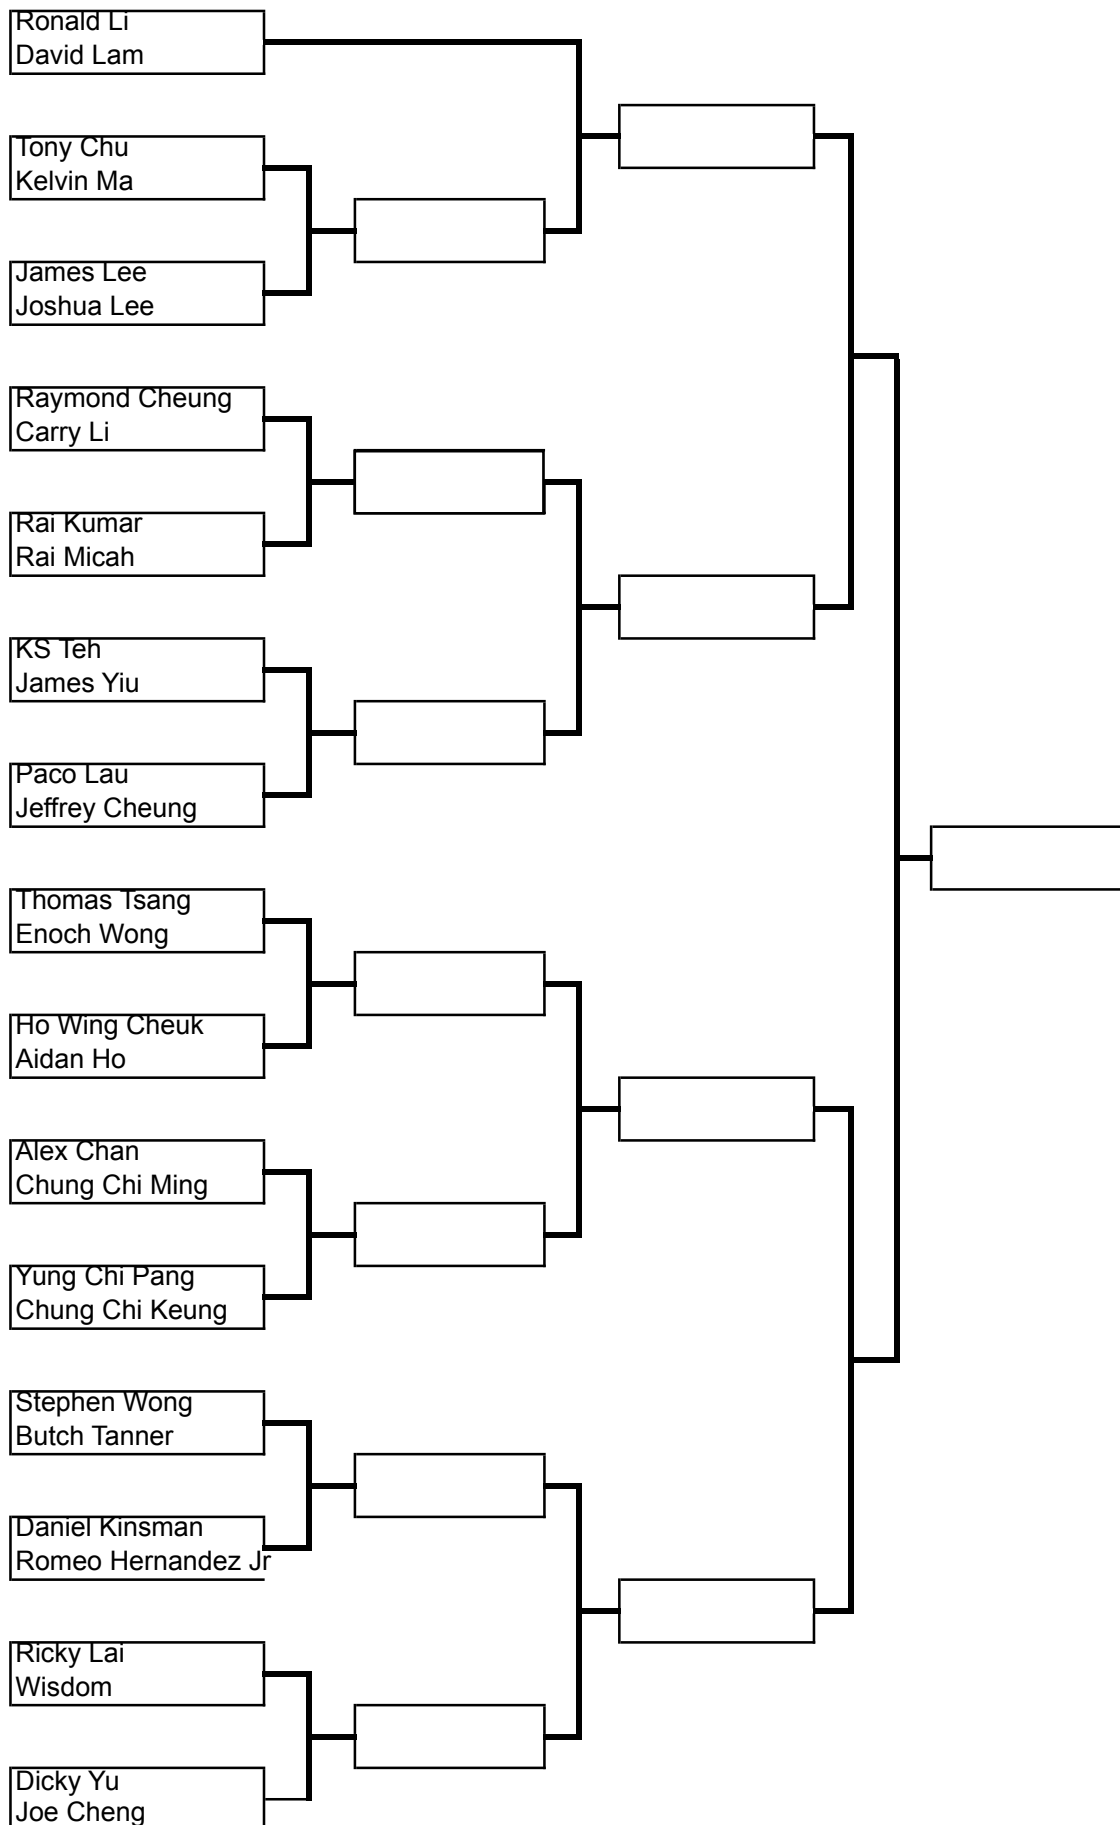 Ronald Li
David Lam
Tony Chu
Kelvin Ma
James Lee
Joshua Lee
Raymond Cheung
Carry Li
Rai Kumar
Rai Micah
KS Teh
James Yiu
Paco Lau
Jeffrey Cheung
Thomas Tsang
Enoch Wong
Ho Wing Cheuk
Aidan Ho
Alex Chan
Chung Chi Ming
Yung Chi Pang
Chung Chi Keung
Stephen Wong
Butch Tanner
Daniel Kinsman
Romeo Hernandez Jr
Ricky Lai
Wisdom
Dicky Yu
Joe Cheng